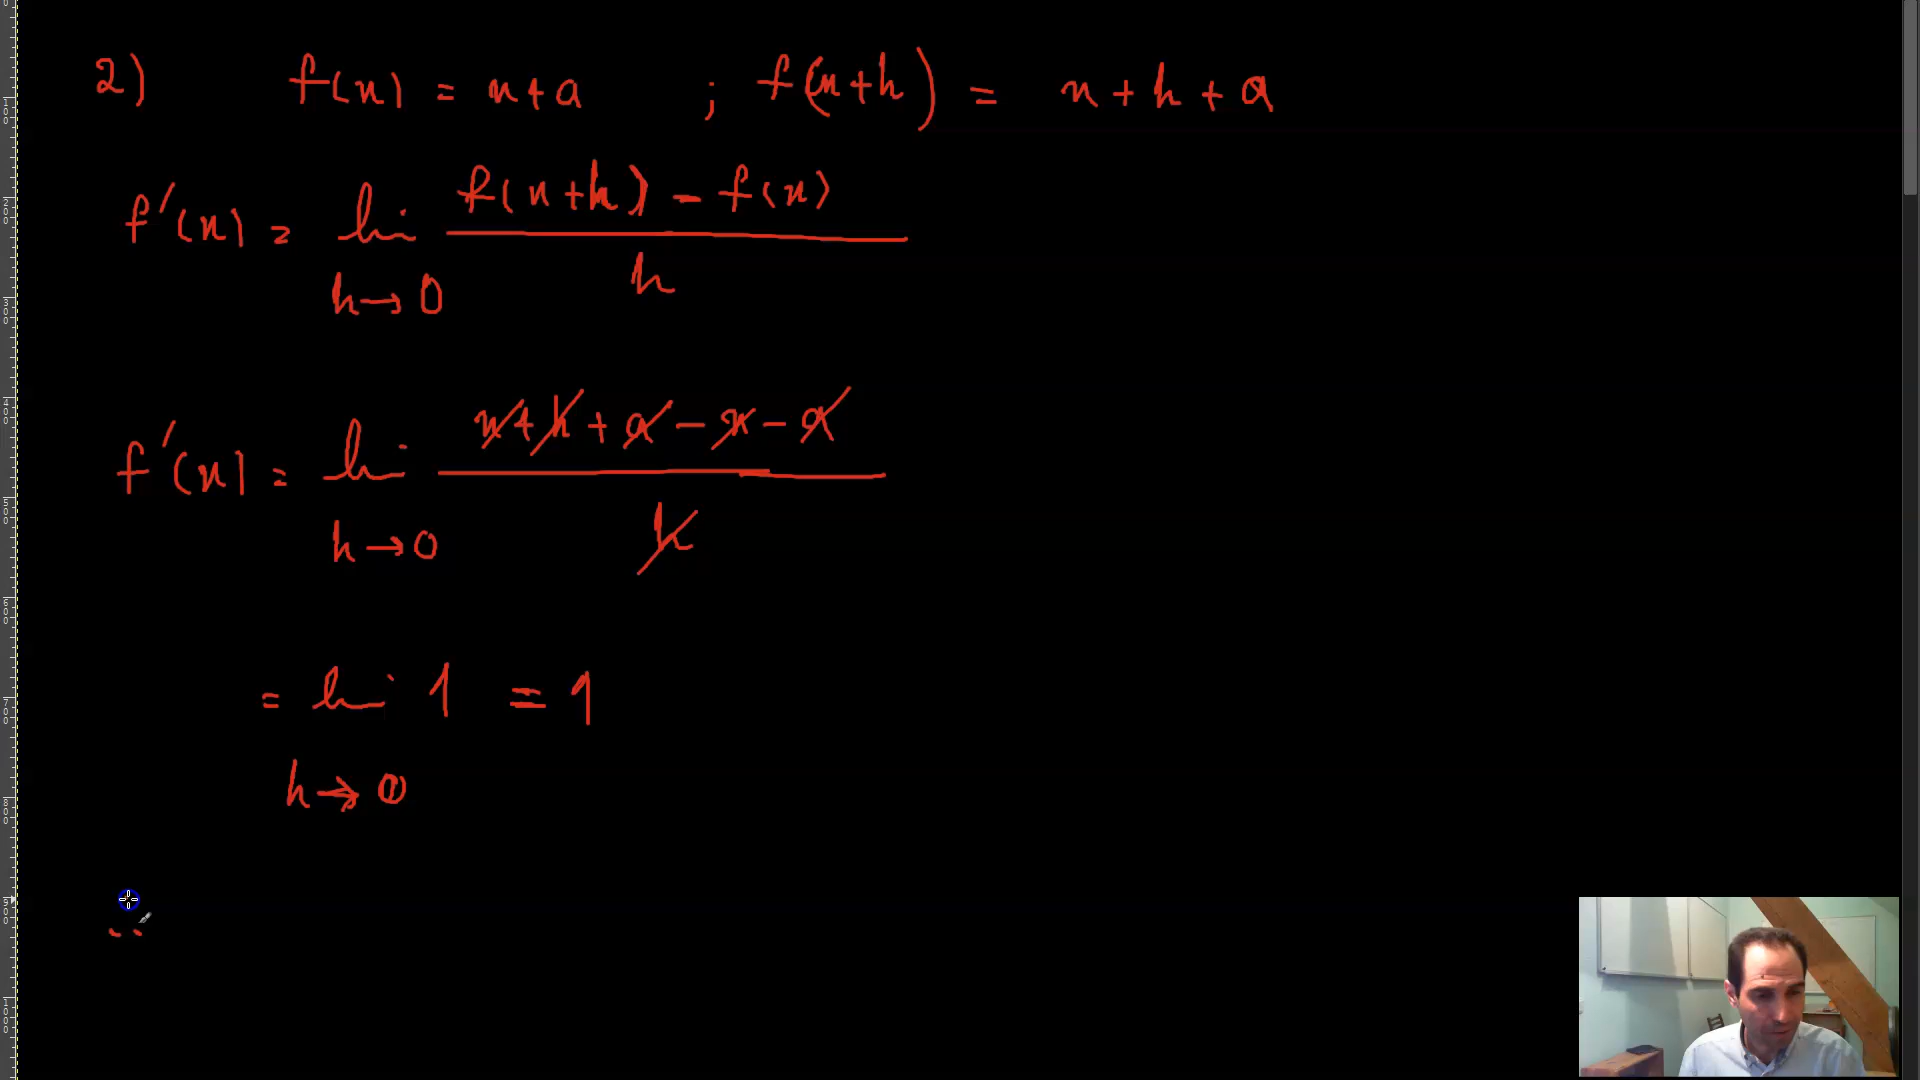 2) f(x) = x+a ; f(x+h) = x+h+a
f'(x) = lim f(x+h) - f(x)
h→0 h
f'(x) = lim x+h+a-x-a
h→0 h
= lim 1 = 1
h→0